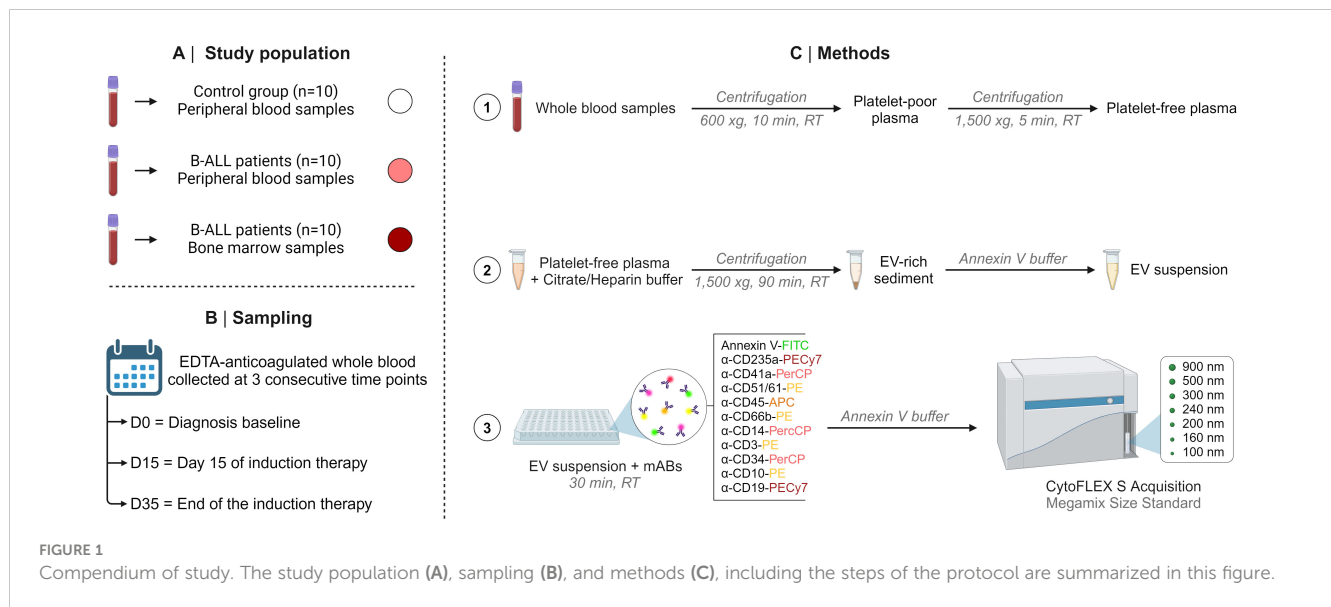 A | Study population
Control group (n=10)
Peripheral blood samples
B-ALL patients (n=10)
Peripheral blood samples
B-ALL patients (n=10)
Bone marrow samples
B | Sampling
EDTA-anticoagulated whole blood
collected at 3 consecutive time points
D0 = Diagnosis baseline
D15 = Day 15 of induction therapy
D35 = End of the induction therapy
C | Methods
1
Whole blood samples
Centrifugation
600 xg, 10 min, RT
Platelet-poor
plasma
Centrifugation
1,500 xg, 5 min, RT
Platelet-free plasma
2
Platelet-free plasma
+ Citrate/Heparin buffer
Centrifugation
1,500 xg, 90 min, RT
EV-rich
sediment
Annexin V buffer
EV suspension
3
EV suspension + mABs
30 min, RT
Annexin V-FITC
α-CD235a-PECy7
α-CD41a-PerCP
α-CD51/61-PE
α-CD45-APC
α-CD66b-PE
α-CD14-PercCP
α-CD3-PE
α-CD34-PerCP
α-CD10-PE
α-CD19-PECy7
Annexin V buffer
CytoFLEX S Acquisition
Megamix Size Standard
900 nm
500 nm
300 nm
240 nm
200 nm
160 nm
100 nm
FIGURE 1
Compendium of study. The study population (A), sampling (B), and methods (C), including the steps of the protocol are summarized in this figure.